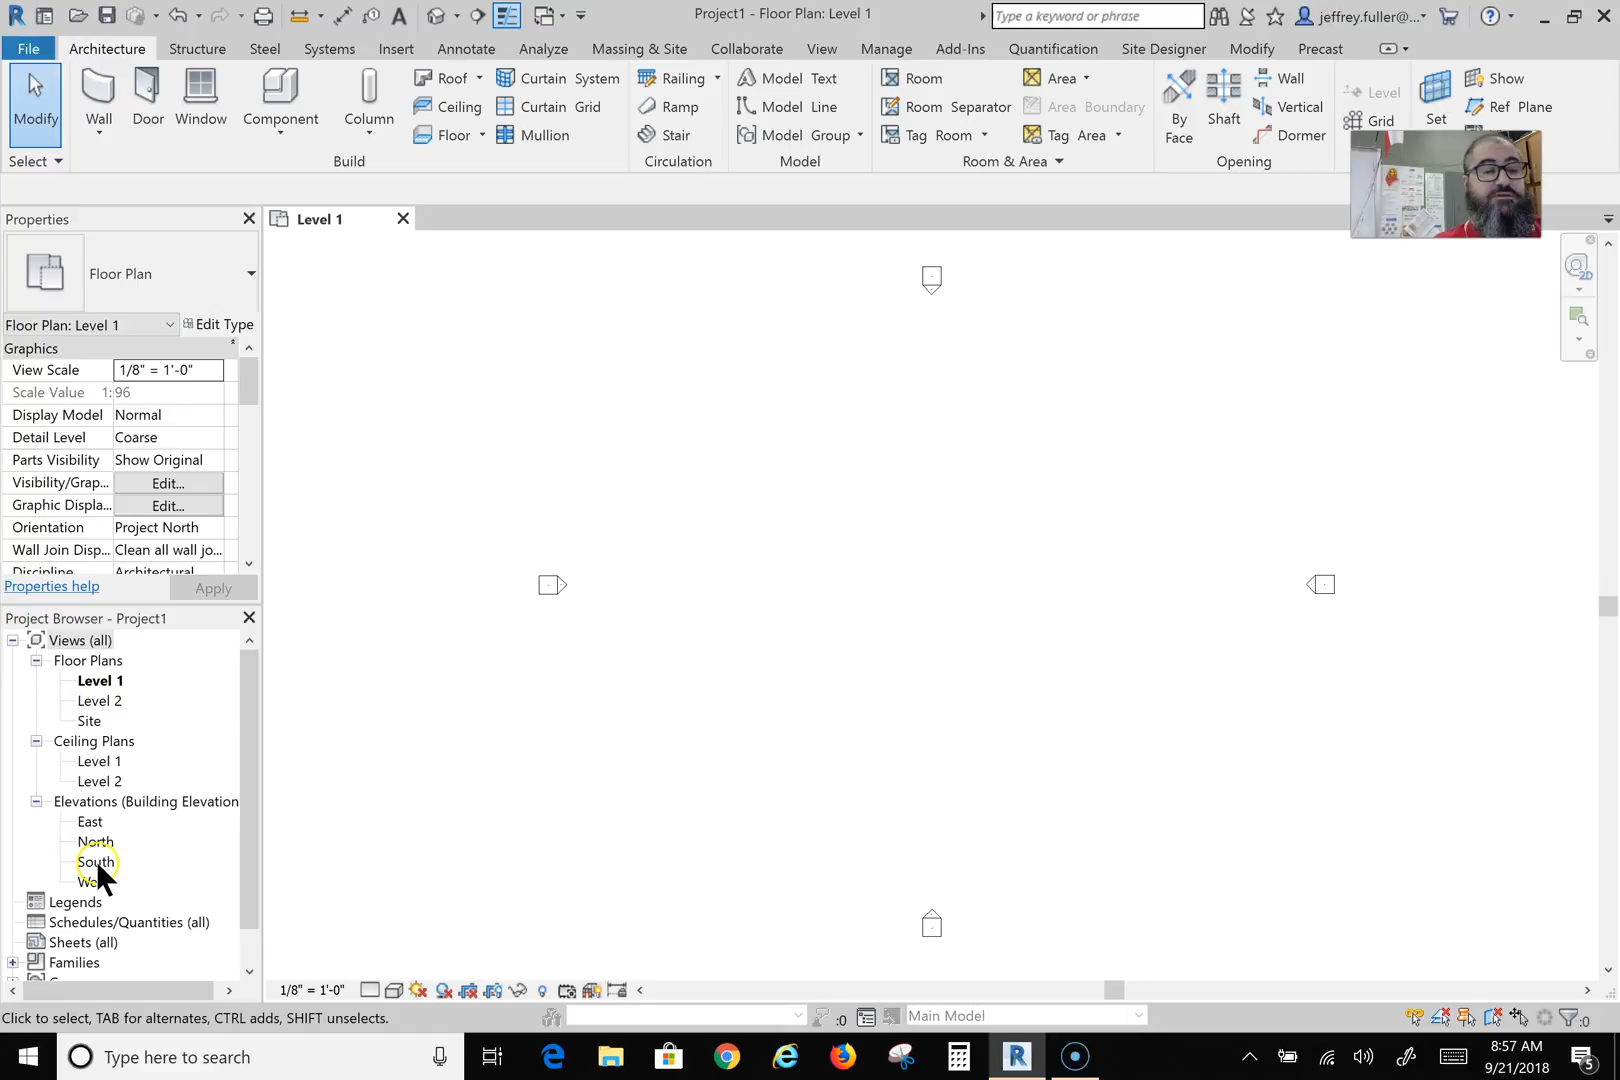 Project1 - Floor Plan: Level 1
Type a keyword or phrase
jeffrey.fuller@...
File Architecture Structure Steel Systems Insert Annotate Analyze Massing & Site Collaborate View Manage Add-Ins Quantification Site Designer Modify Precast
Modify
Wall
Door
Window
Component
Column
Roof
Ceiling
Floor
Curtain System
Curtain Grid
Mullion
Railing
Ramp
Stair
Model Text
Model Line
Model Group
Room
Room Separator
Tag Room
Area
Area Boundary
Tag Area
By Face
Shaft
Wall
Vertical
Dormer
Level
Grid
Set
Show
Ref Plane
Select
Build
Circulation
Model
Room & Area
Opening
Properties
Level 1
Floor Plan
Floor Plan: Level 1
Edit Type
Graphics
View Scale 1/8" = 1'-0"
Scale Value 1: 96
Display Model Normal
Detail Level Coarse
Parts Visibility Show Original
Visibility/Grap... Edit...
Graphic Displa... Edit...
Orientation Project North
Wall Join Disp... Clean all wall jo...
Discipline Architectural
Properties help
Apply
Project Browser - Project1
Views (all)
Floor Plans
Level 1
Level 2
Site
Ceiling Plans
Level 1
Level 2
Elevations (Building Elevation
East
North
South
We
Legends
Schedules/Quantities (all)
Sheets (all)
Families
1/8" = 1'-0"
Click to select, TAB for alternates, CTRL adds, SHIFT unselects.
:0
Main Model
:0
Type here to search
8:57 AM
9/21/2018
5